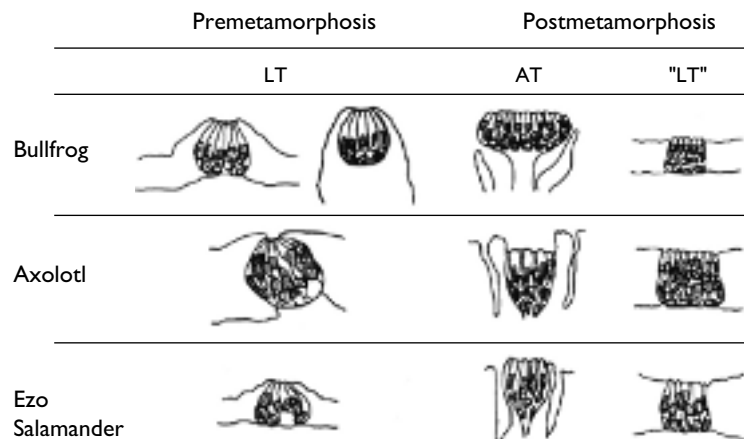 Premetamorphosis Postmetamorphosis
LT AT "LT"
Bullfrog
Axolotl
Ezo
Salamander